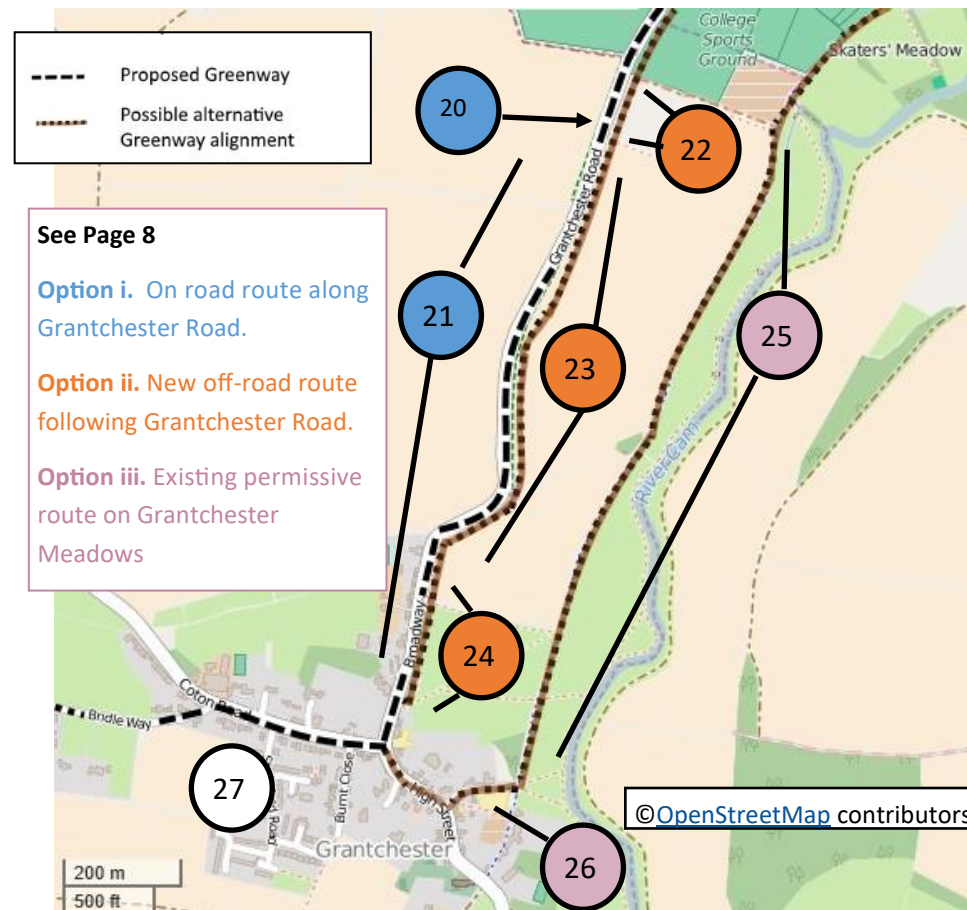 Proposed Greenway
Possible alternative
Greenway alignment
College
Sports
Ground
Skaters' Meadow
20
22
Grantchester Road
See Page 8
Option i. On road route along
Grantchester Road.
Option ii. New off-road route
following Grantchester Road.
Option iii. Existing permissive
route on Grantchester
Meadows
21
25
23
River Cam
Broadway
24
Coton Road
Bridle Way
27
Road
Burnt Close
High Street
©OpenStreetMap contributors
Grantchester
26
200 m
500 ft